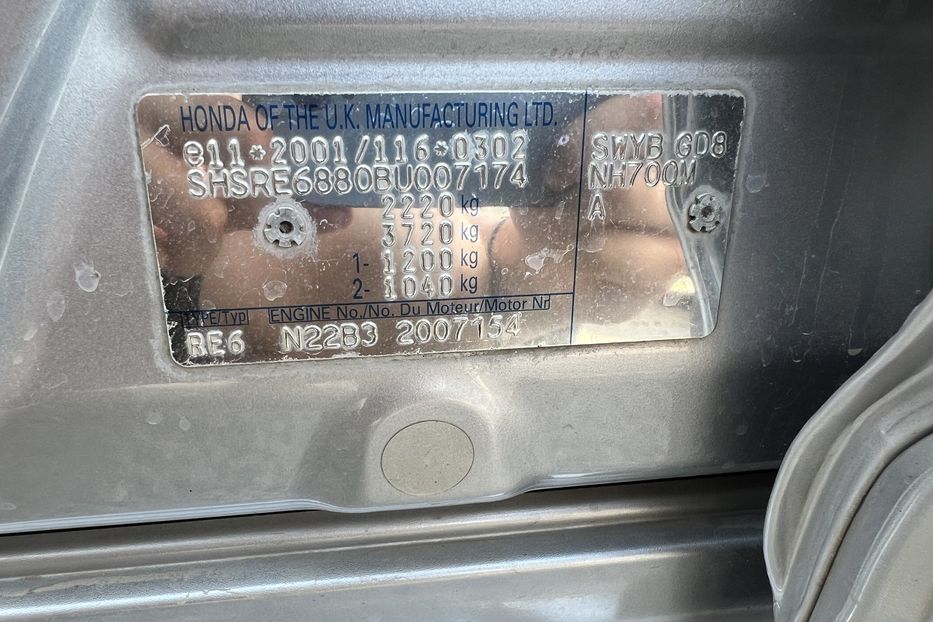 HONDA OF THE U.K. MANUFACTURING LTD.
e11*2001/116*0302
SHSRE6880BU007174
2220 kg
3720 kg
1- 1200 kg
2- 1040 kg
TYPE/TYP ENGINE No./No. Du Moteur/Motor Nr
RE6 N22B3 2007154
SWYB GD8
NH700M
A